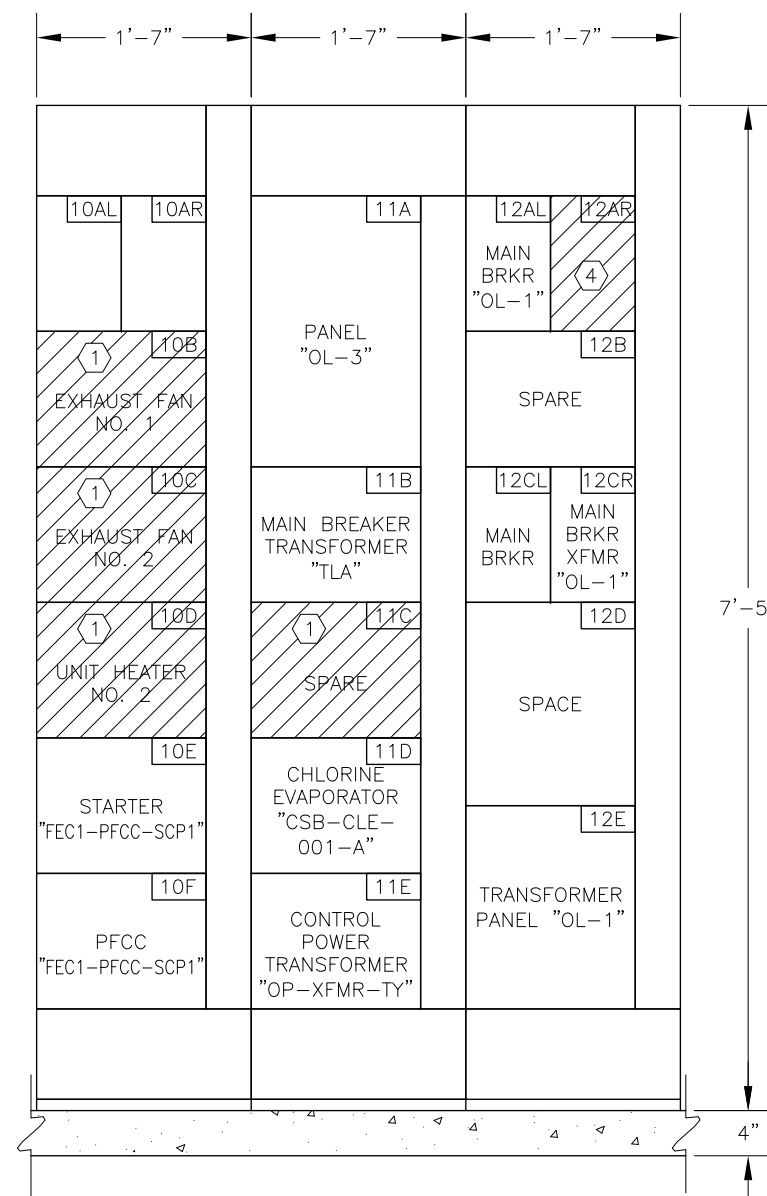 1'-7" 1'-7" 1'-7"
10AL 10AR
10B
1
EXHAUST FAN
NO. 1
10C
1
EXHAUST FAN
NO. 2
10D
1
UNIT HEATER
NO. 2
10E
STARTER
"FEC1-PFCC-SCP1"
10F
PFCC
"FEC1-PFCC-SCP1"
11A
PANEL
"OL-3"
11B
MAIN BREAKER
TRANSFORMER
"TLA"
11C
1
SPARE
11D
CHLORINE
EVAPORATOR
"CSB-CLE-
001-A"
11E
CONTROL
POWER
TRANSFORMER
"OP-XFMR-TY"
12AL
MAIN
BRKR
"OL-1"
12AR
4
12B
SPARE
12CL
MAIN
BRKR
12CR
MAIN
BRKR
XFMR
"OL-1"
12D
SPACE
12E
TRANSFORMER
PANEL "OL-1"
7'-5
4"